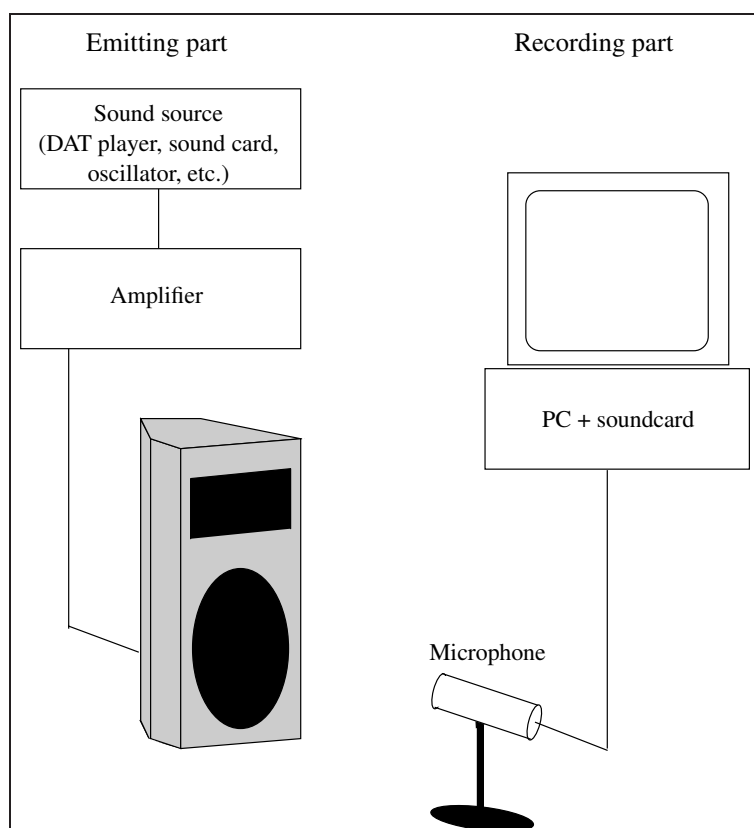 Emitting part
Sound source
(DAT player, sound card,
oscillator, etc.)
Amplifier
Recording part
PC + soundcard
Microphone